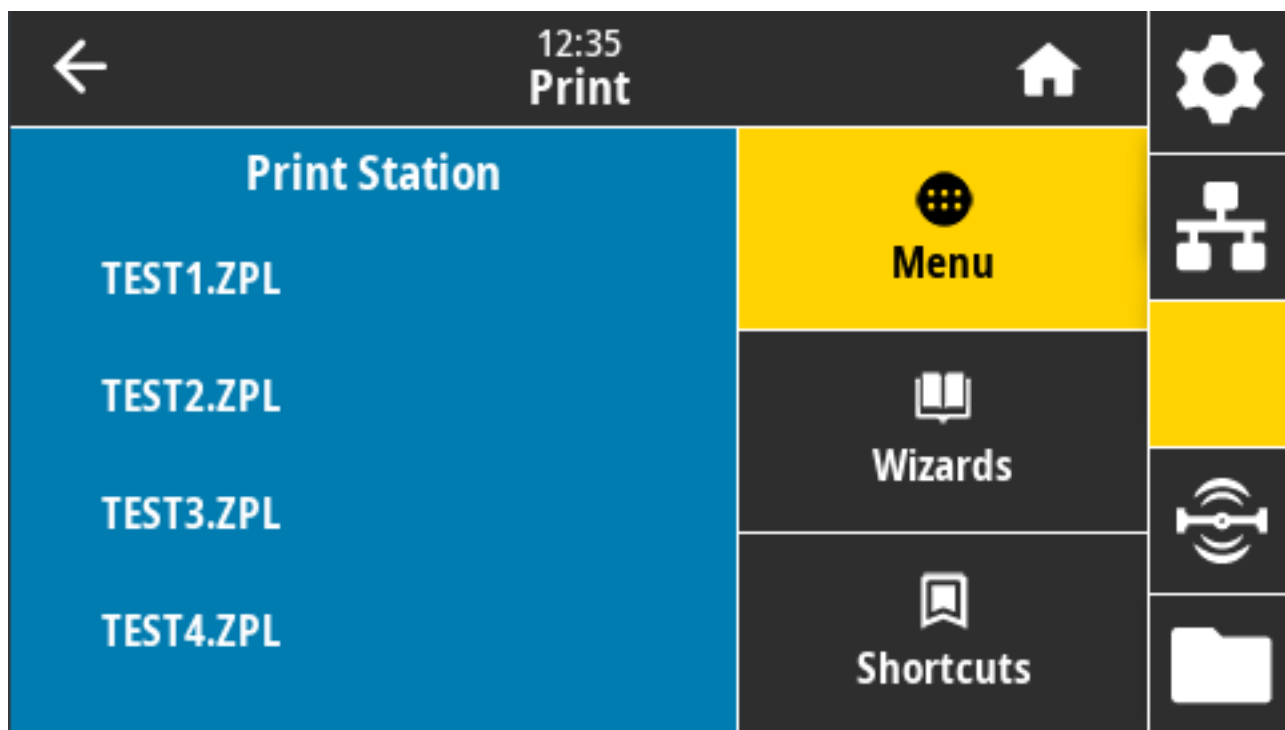 12:35
Print
Print Station
TEST1.ZPL
TEST2.ZPL
TEST3.ZPL
TEST4.ZPL
Menu
Wizards
Shortcuts